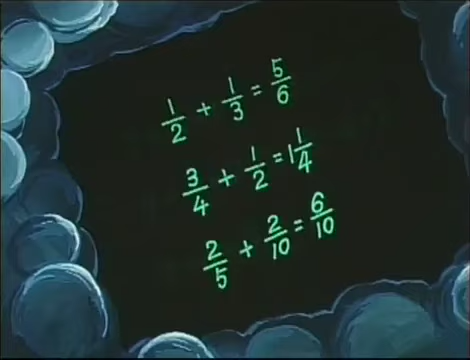 1/2 + 1/3 = 5/6
3/4 + 1/2 = 1 1/4
2/5 + 2/10 = 6/10